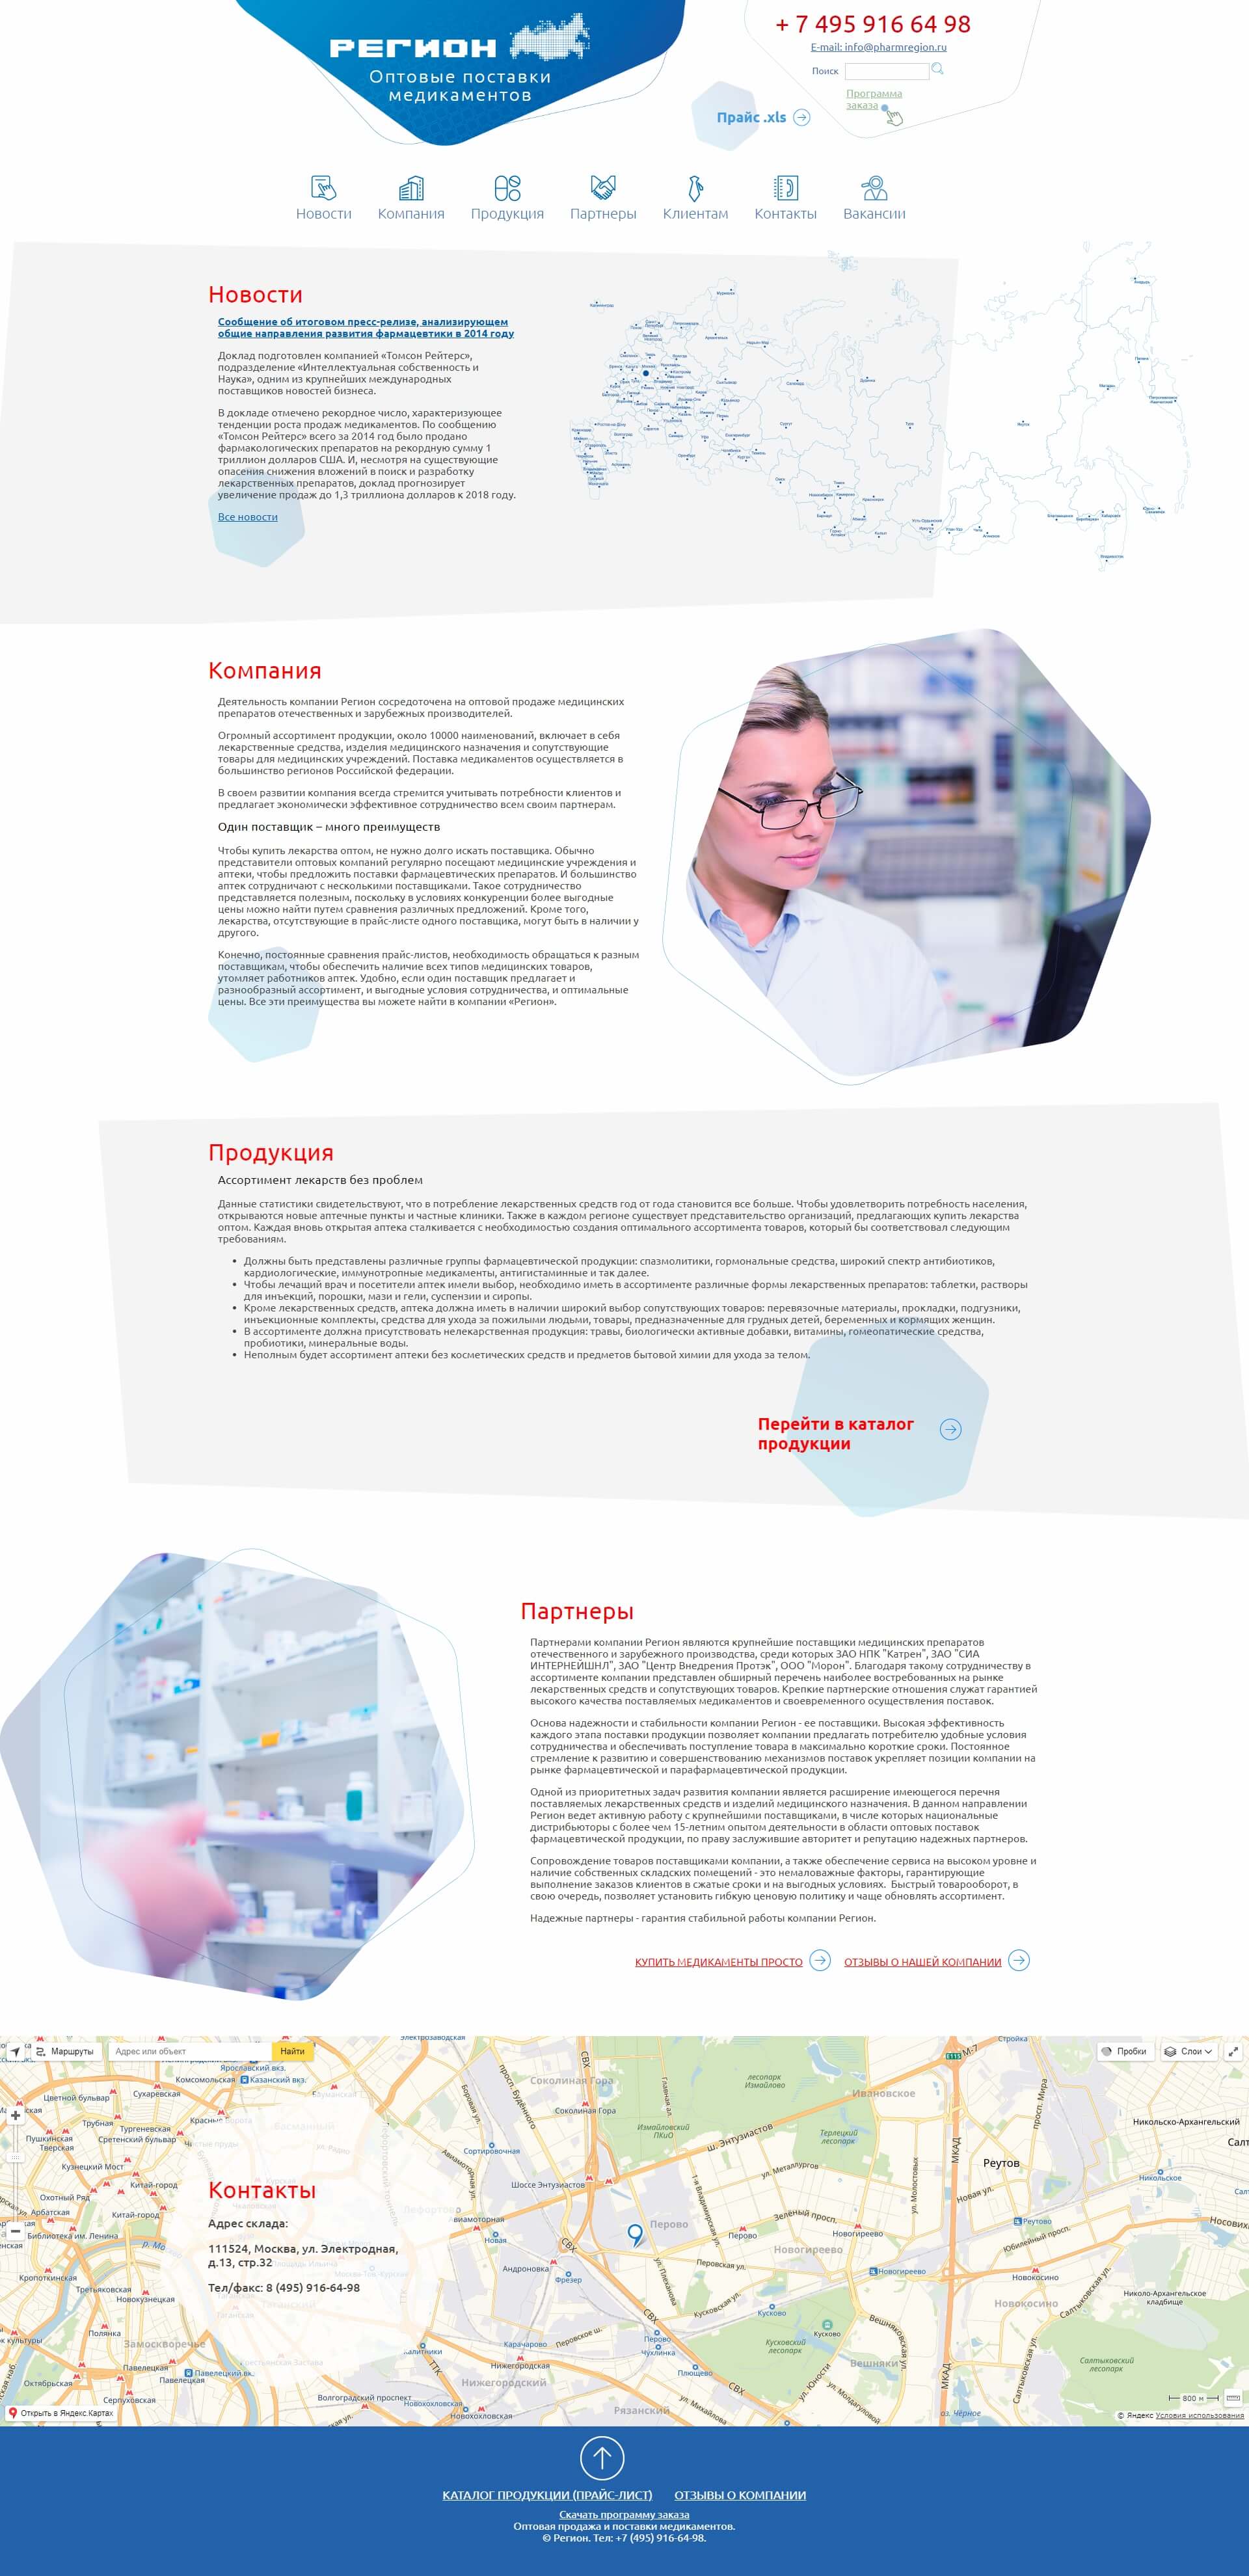 РЕГИОН
Оптовые поставки
медикаментов
+ 7 495 916 64 98
E-mail: info@pharmregion.ru
Поиск
Программа
заказа
Прайс .xls
Новости
Компания
Продукция
Партнеры
Клиентам
Контакты
Вакансии
Новости
Сообщение об итоговом пресс-релизе, анализирующем
общие направления развития фармацевтики в 2014 году
Доклад подготовлен компанией «Томсон Рейтерс»,
подразделение «Интеллектуальная собственность и
Наука», одним из крупнейших международных
поставщиков новостей бизнеса.
В докладе отмечено рекордное число, характеризующее
тенденции роста продаж медикаментов. По сообщению
«Томсон Рейтерс» всего за 2014 год было продано
фармакологических препаратов на рекордную сумму 1
триллион долларов США. И, несмотря на существующие
опасения снижения вложений в поиск и разработку
лекарственных препаратов, доклад прогнозирует
увеличение продаж до 1,3 триллиона долларов к 2018 году.
Все новости
Компания
Деятельность компании Регион сосредоточена на оптовой продаже медицинских
препаратов отечественных и зарубежных производителей.
Огромный ассортимент продукции, около 10000 наименований, включает в себя
лекарственные средства, изделия медицинского назначения и сопутствующие
товары для медицинских учреждений. Поставка медикаментов осуществляется в
большинство регионов Российской федерации.
В своем развитии компания всегда стремится учитывать потребности клиентов и
предлагает экономически эффективное сотрудничество всем своим партнерам.
Один поставщик – много преимуществ
Чтобы купить лекарства оптом, не нужно долго искать поставщика. Обычно
представители оптовых компаний регулярно посещают медицинские учреждения и
аптеки, чтобы предложить поставки фармацевтических препаратов. И большинство
аптек сотрудничают с несколькими поставщиками. Такое сотрудничество
представляется полезным, поскольку в условиях конкуренции более выгодные
цены можно найти путем сравнения различных предложений. Кроме того,
лекарства, отсутствующие в прайс-листе одного поставщика, могут быть в наличии у
другого.
Конечно, постоянные сравнения прайс-листов, необходимость обращаться к разным
поставщикам, чтобы обеспечить наличие всех типов медицинских товаров,
утомляет работников аптек. Удобно, если один поставщик предлагает и
разнообразный ассортимент, и выгодные условия сотрудничества, и оптимальные
цены. Все эти преимущества вы можете найти в компании «Регион».
Продукция
Ассортимент лекарств без проблем
Данные статистики свидетельствуют, что в потребление лекарственных средств год от года становится все больше. Чтобы удовлетворить потребность населения,
открываются новые аптечные пункты и частные клиники. Также в каждом регионе существует представительство организаций, предлагающих купить лекарства
оптом. Каждая вновь открытая аптека сталкивается с необходимостью создания оптимального ассортимента товаров, который бы соответствовал следующим
требованиям.
• Должны быть представлены различные группы фармацевтической продукции: спазмолитики, гормональные средства, широкий спектр антибиотиков,
кардиологические, иммунотропные медикаменты, антигистаминные и так далее.
• Чтобы лечащий врач и посетители аптек имели выбор, необходимо иметь в ассортименте различные формы лекарственных препаратов: таблетки, растворы
для инъекций, порошки, мази и гели, суспензии и сиропы.
• Кроме лекарственных средств, аптека должна иметь в наличии широкий выбор сопутствующих товаров: перевязочные материалы, прокладки, подгузники,
инъекционные комплекты, средства для ухода за пожилыми людьми, товары, предназначенные для грудных детей, беременных и кормящих женщин.
• В ассортименте должна присутствовать нелекарственная продукция: травы, биологически активные добавки, витамины, гомеопатические средства,
пробиотики, минеральные воды.
• Неполным будет ассортимент аптеки без косметических средств и предметов бытовой химии для ухода за телом.
Перейти в каталог
продукции
Партнеры
Партнерами компании Регион являются крупнейшие поставщики медицинских препаратов
отечественного и зарубежного производства, среди которых ЗАО НПК "Катрен", ЗАО "СИА
ИНТЕРНЕЙШНЛ", ЗАО "Центр Внедрения Протэк", ООО "Морон". Благодаря такому сотрудничеству в
ассортименте компании представлен обширный перечень наиболее востребованных на рынке
лекарственных средств и сопутствующих товаров. Крепкие партнерские отношения служат гарантией
высокого качества поставляемых медикаментов и своевременного осуществления поставок.
Основа надежности и стабильности компании Регион - ее поставщики. Высокая эффективность
каждого этапа поставки продукции позволяет компании предлагать потребителю удобные условия
сотрудничества и обеспечивать поступление товара в максимально короткие сроки. Постоянное
стремление к развитию и совершенствованию механизмов поставок укрепляет позиции компании на
рынке фармацевтической и парафармацевтической продукции.
Одной из приоритетных задач развития компании является расширение имеющегося перечня
поставляемых лекарственных средств и изделий медицинского назначения. В данном направлении
Регион ведет активную работу с крупнейшими поставщиками, в числе которых национальные
дистрибьюторы с более чем 15-летним опытом деятельности в области оптовых поставок
фармацевтической продукции, по праву заслужившие авторитет и репутацию надежных партнеров.
Сопровождение товаров поставщиками компании, а также обеспечение сервиса на высоком уровне и
наличие собственных складских помещений - это немаловажные факторы, гарантирующие
выполнение заказов клиентов в сжатые сроки и на выгодных условиях. Быстрый товарооборот, в
свою очередь, позволяет установить гибкую ценовую политику и чаще обновлять ассортимент.
Надежные партнеры - гарантия стабильной работы компании Регион.
КУПИТЬ МЕДИКАМЕНТЫ ПРОСТО
ОТЗЫВЫ О НАШЕЙ КОМПАНИИ
Маршруты
Адрес или объект
Найти
Пробки
Слои
Соколиная Гора
Ивановское
Реутов
Перово
Новогиреево
Новокосино
Вешняки
Нижегородский
Рязанский
Замоскворечье
Контакты
Адрес склада:
111524, Москва, ул. Электродная,
д.13, стр.32
Тел/факс: 8 (495) 916-64-98
Открыть в Яндекс.Картах
800 м
© Яндекс Условия использования
КАТАЛОГ ПРОДУКЦИИ (ПРАЙС-ЛИСТ)
ОТЗЫВЫ О КОМПАНИИ
Скачать программу заказа
Оптовая продажа и поставки медикаментов.
© Регион. Тел: +7 (495) 916-64-98.